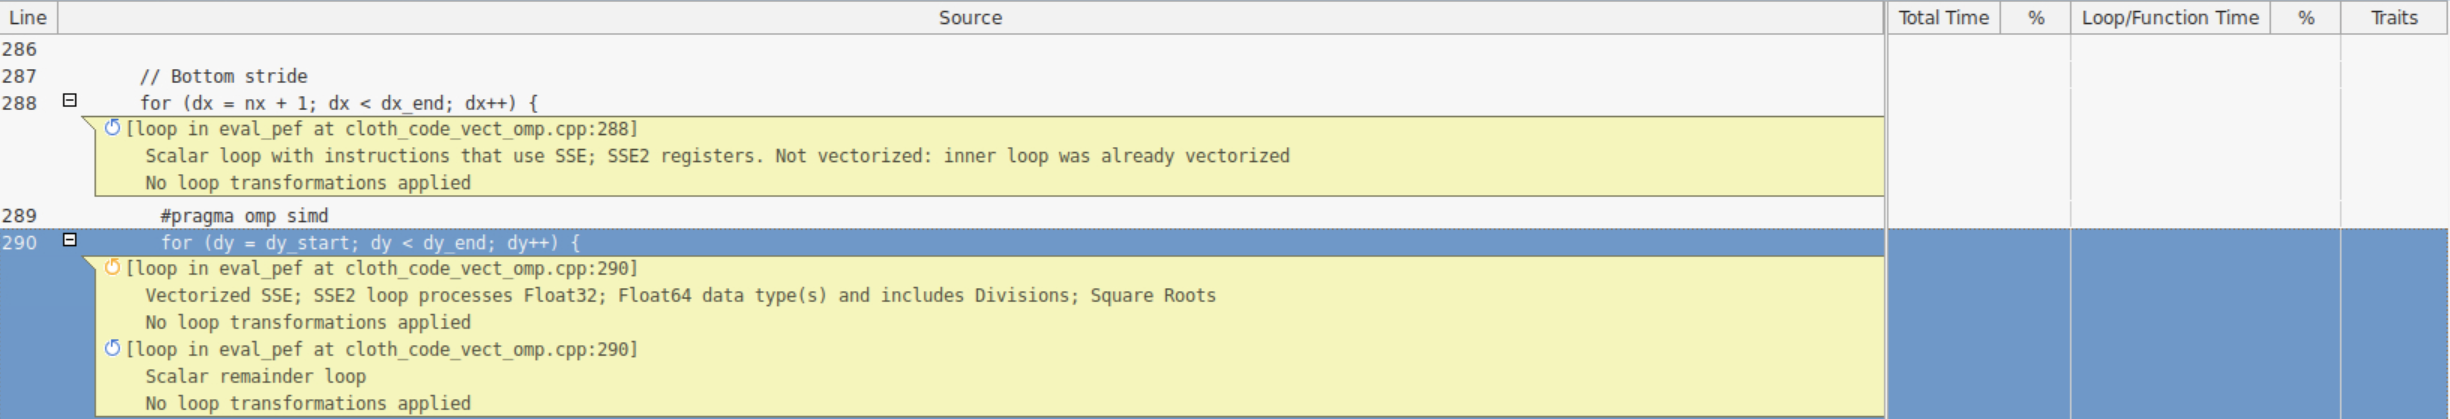 Line Source Total Time % Loop/Function Time % Traits
286
287 // Bottom stride
288 for (dx = nx + 1; dx < dx_end; dx++) {
[loop in eval_pef at cloth_code_vect_omp.cpp:288]
Scalar loop with instructions that use SSE; SSE2 registers. Not vectorized: inner loop was already vectorized
No loop transformations applied
289 #pragma omp simd
290 for (dy = dy_start; dy < dy_end; dy++) {
[loop in eval_pef at cloth_code_vect_omp.cpp:290]
Vectorized SSE; SSE2 loop processes Float32; Float64 data type(s) and includes Divisions; Square Roots
No loop transformations applied
[loop in eval_pef at cloth_code_vect_omp.cpp:290]
Scalar remainder loop
No loop transformations applied